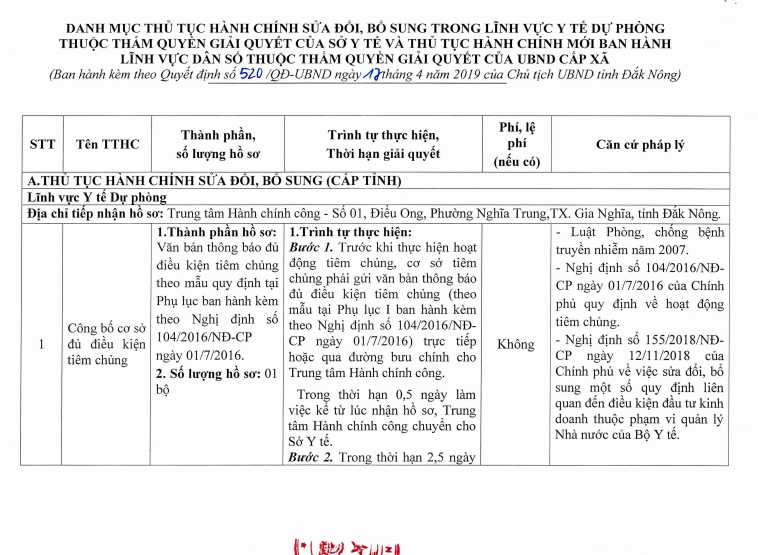 DANH MỤC THỦ TỤC HÀNH CHÍNH SỬA ĐỔI, BỔ SUNG TRONG LĨNH VỰC Y TẾ DỰ PHÒNG
THUỘC THẨM QUYỀN GIẢI QUYẾT CỦA SỞ Y TẾ VÀ THỦ TỤC HÀNH CHÍNH MỚI BAN HÀNH
LĨNH VỰC DÂN SỐ THUỘC THẨM QUYỀN GIẢI QUYẾT CỦA UBND CẤP XÃ
(Ban hành kèm theo Quyết định số 520/QĐ-UBND ngày 12 tháng 4 năm 2019 của Chủ tịch UBND tỉnh Đắk Nông)
STT
Tên TTHC
Thành phần,
số lượng hồ sơ
Trình tự thực hiện,
Thời hạn giải quyết
Phí, lệ
phí
(nếu có)
Căn cứ pháp lý
A.THỦ TỤC HÀNH CHÍNH SỬA ĐỔI, BỔ SUNG (CẤP TỈNH)
Lĩnh vực Y tế Dự phòng
Địa chỉ tiếp nhận hồ sơ: Trung tâm Hành chính công - Số 01, Điểu Ong, Phường Nghĩa Trung,TX. Gia Nghĩa, tỉnh Đắk Nông.
1
Công bố cơ sở
đủ điều kiện
tiêm chủng
1.Thành phần hồ sơ:
Văn bản thông báo đủ
điều kiện tiêm chủng
theo mẫu quy định tại
Phụ lục ban hành kèm
theo Nghị định số
104/2016/NĐ-CP
ngày 01/7/2016.
2. Số lượng hồ sơ: 01
bộ
1.Trình tự thực hiện:
Bước 1. Trước khi thực hiện hoạt
động tiêm chủng, cơ sở tiêm
chủng phải gửi văn bản thông báo
đủ điều kiện tiêm chủng (theo
mẫu tại Phụ lục I ban hành kèm
theo Nghị định số 104/2016/NĐ-
CP ngày 01/7/2016) trực tiếp
hoặc qua đường bưu chính cho
Trung tâm Hành chính công.
Trong thời hạn 0,5 ngày làm
việc kể từ lúc nhận hồ sơ, Trung
tâm Hành chính công chuyển cho
Sở Y tế.
Bước 2. Trong thời hạn 2,5 ngày
Không
- Luật Phòng, chống bệnh
truyền nhiễm năm 2007.
- Nghị định số 104/2016/NĐ-
CP ngày 01/7/2016 của Chính
phủ quy định về hoạt động
tiêm chủng.
- Nghị định số 155/2018/NĐ-
CP ngày 12/11/2018 của
Chính phủ về việc sửa đổi, bổ
sung một số quy định liên
quan đến điều kiện đầu tư kinh
doanh thuộc phạm vi quản lý
Nhà nước của Bộ Y tế.